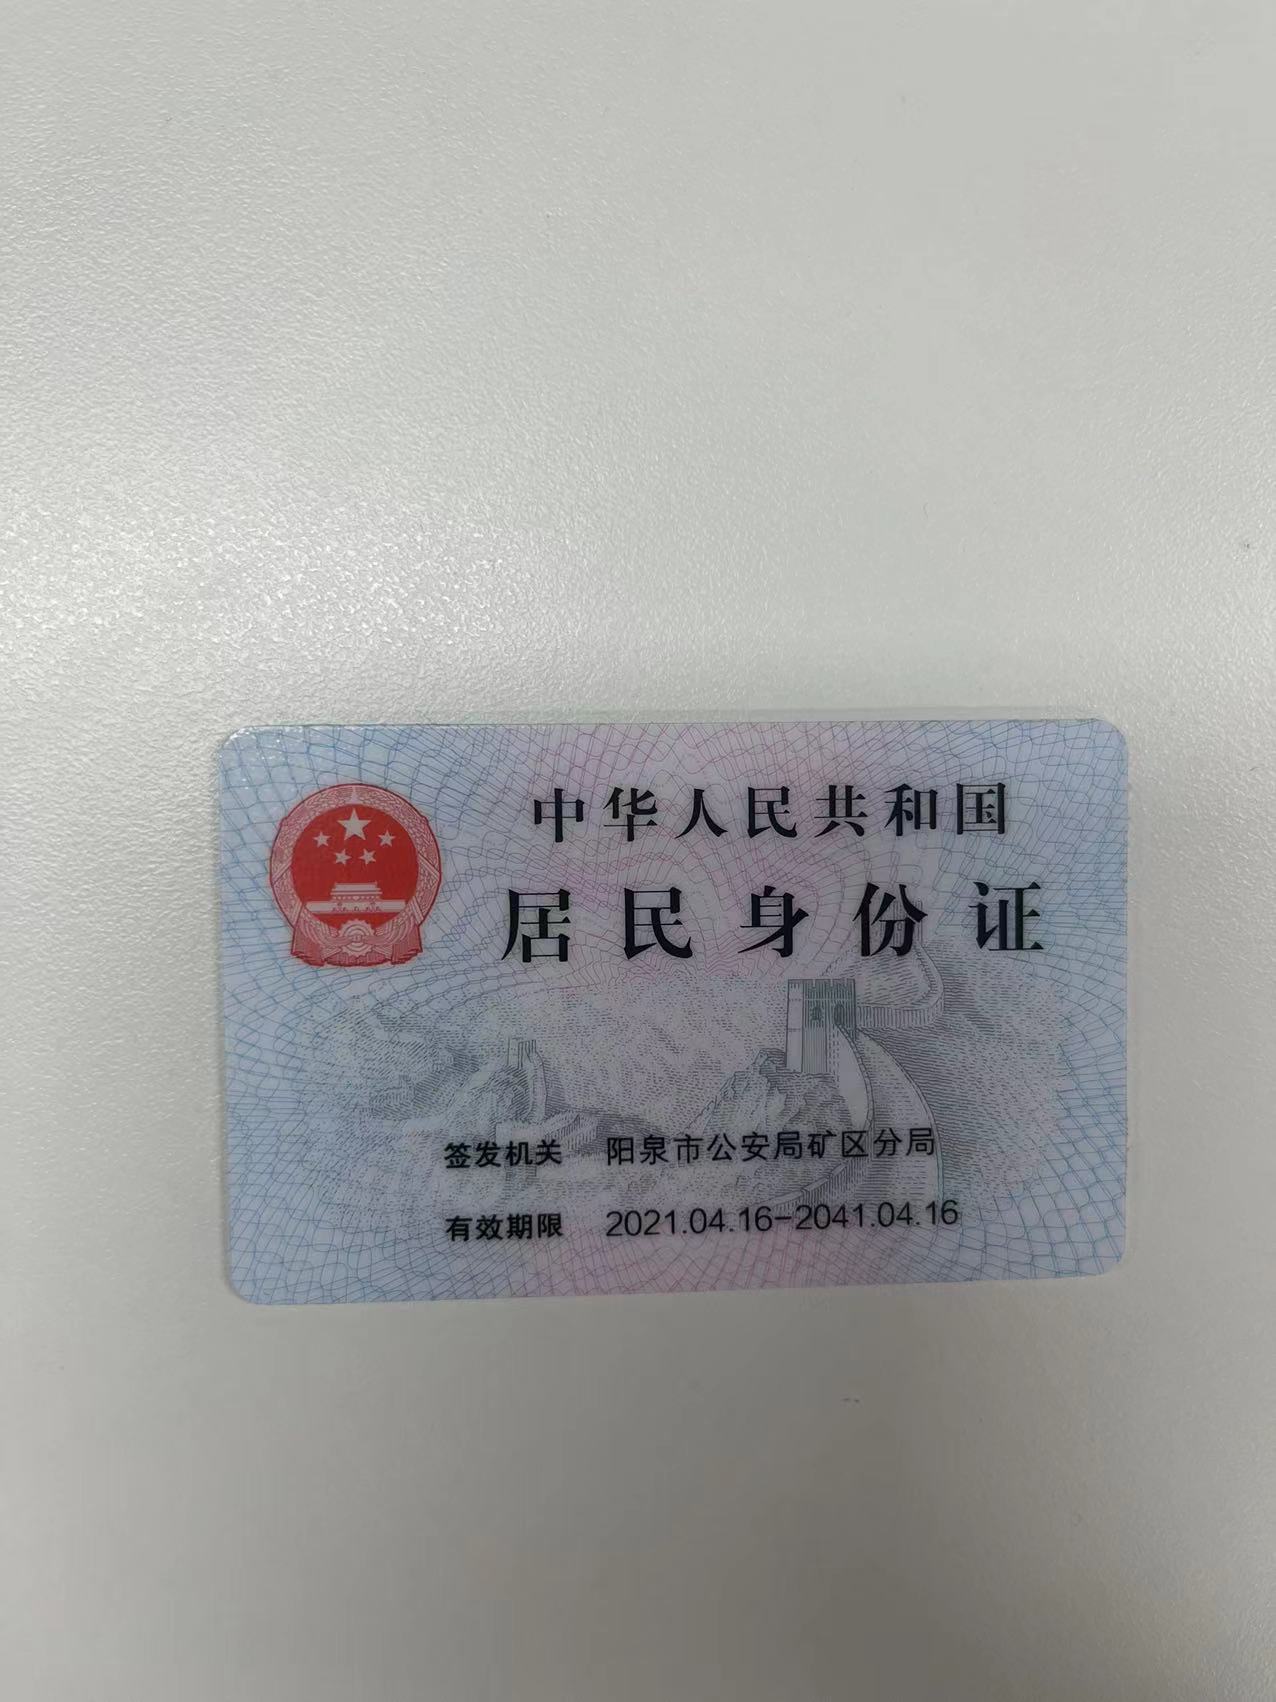 中华人民共和国
居民身份证
签发机关 阳泉市公安局矿区分局
有效期限 2021.04.16-2041.04.16